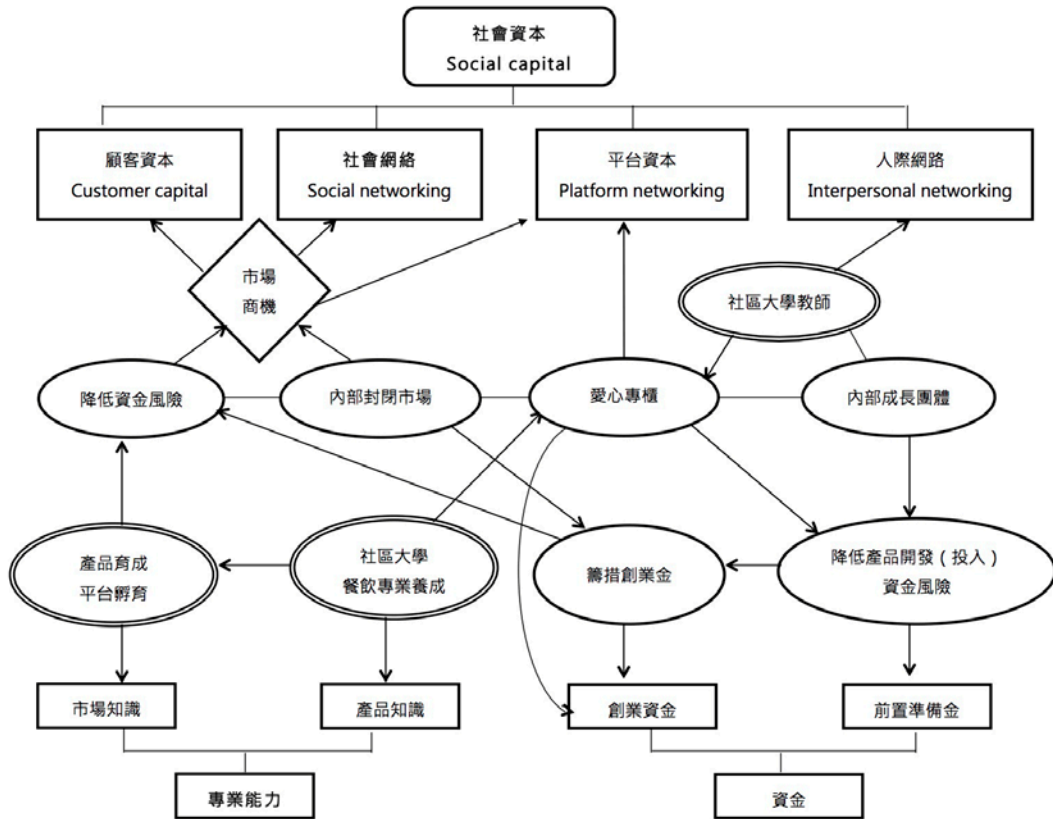 社會資本
Social capital
顧客資本
Customer capital
社會網絡
Social networking
平台資本
Platform networking
人際網路
Interpersonal networking
市場
商機
社區大學教師
降低資金風險
內部封閉市場
愛心專櫃
內部成長團體
產品育成
平台孵育
社區大學
餐飲專業養成
籌措創業金
降低產品開發（投入）
資金風險
市場知識
產品知識
創業資金
前置準備金
專業能力
資金